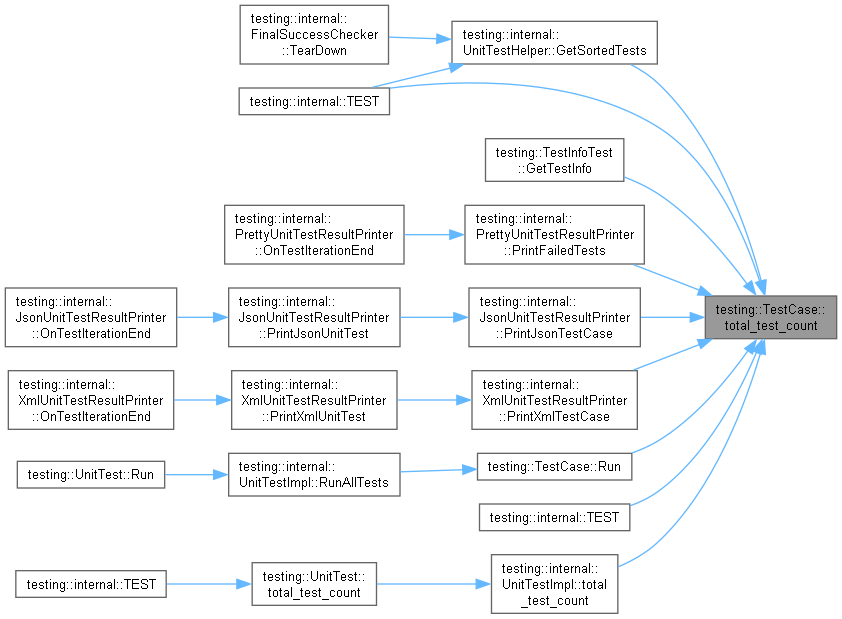 testing::internal::
FinalSuccessChecker
::TearDown
testing::internal::
UnitTestHelper::GetSortedTests
testing::internal::TEST
testing::TestInfoTest
::GetTestInfo
testing::internal::
PrettyUnitTestResultPrinter
::OnTestIterationEnd
testing::internal::
PrettyUnitTestResultPrinter
::PrintFailedTests
testing::internal::
JsonUnitTestResultPrinter
::OnTestIterationEnd
testing::internal::
JsonUnitTestResultPrinter
::PrintJsonUnitTest
testing::internal::
JsonUnitTestResultPrinter
::PrintJsonTestCase
testing::TestCase::
total_test_count
testing::internal::
XmlUnitTestResultPrinter
::OnTestIterationEnd
testing::internal::
XmlUnitTestResultPrinter
::PrintXmlUnitTest
testing::internal::
XmlUnitTestResultPrinter
::PrintXmlTestCase
testing::UnitTest::Run
testing::internal::
UnitTestImpl::RunAllTests
testing::TestCase::Run
testing::internal::TEST
testing::internal::TEST
testing::UnitTest::
total_test_count
testing::internal::
UnitTestImpl::total
_test_count